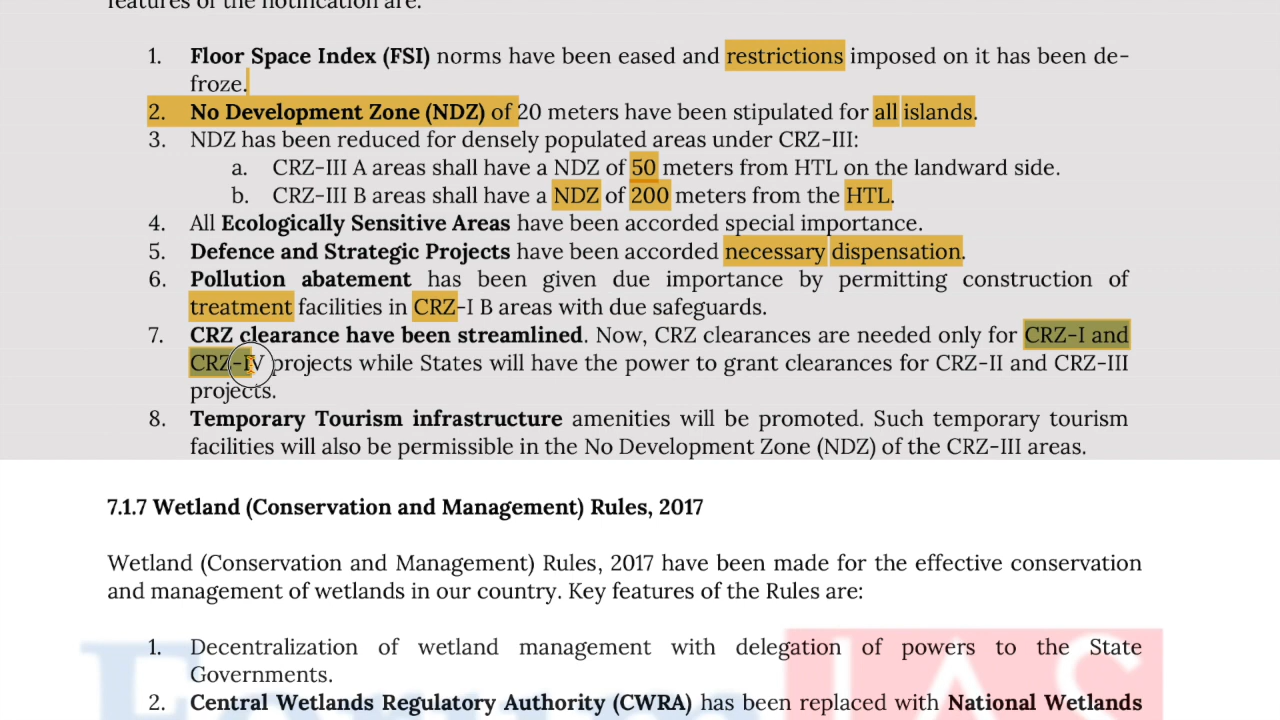 features of the notification are:
1. Floor Space Index (FSI) norms have been eased and restrictions imposed on it has been de-
froze.
2. No Development Zone (NDZ) of 20 meters have been stipulated for all islands.
3. NDZ has been reduced for densely populated areas under CRZ-III:
a. CRZ-III A areas shall have a NDZ of 50 meters from HTL on the landward side.
b. CRZ-III B areas shall have a NDZ of 200 meters from the HTL.
4. All Ecologically Sensitive Areas have been accorded special importance.
5. Defence and Strategic Projects have been accorded necessary dispensation.
6. Pollution abatement has been given due importance by permitting construction of
treatment facilities in CRZ-I B areas with due safeguards.
7. CRZ clearance have been streamlined. Now, CRZ clearances are needed only for CRZ-I and
CRZ-IV projects while States will have the power to grant clearances for CRZ-II and CRZ-III
projects.
8. Temporary Tourism infrastructure amenities will be promoted. Such temporary tourism
facilities will also be permissible in the No Development Zone (NDZ) of the CRZ-III areas.
7.1.7 Wetland (Conservation and Management) Rules, 2017
Wetland (Conservation and Management) Rules, 2017 have been made for the effective conservation
and management of wetlands in our country. Key features of the Rules are:
1. Decentralization of wetland management with delegation of powers to the State
Governments.
2. Central Wetlands Regulatory Authority (CWRA) has been replaced with National Wetlands